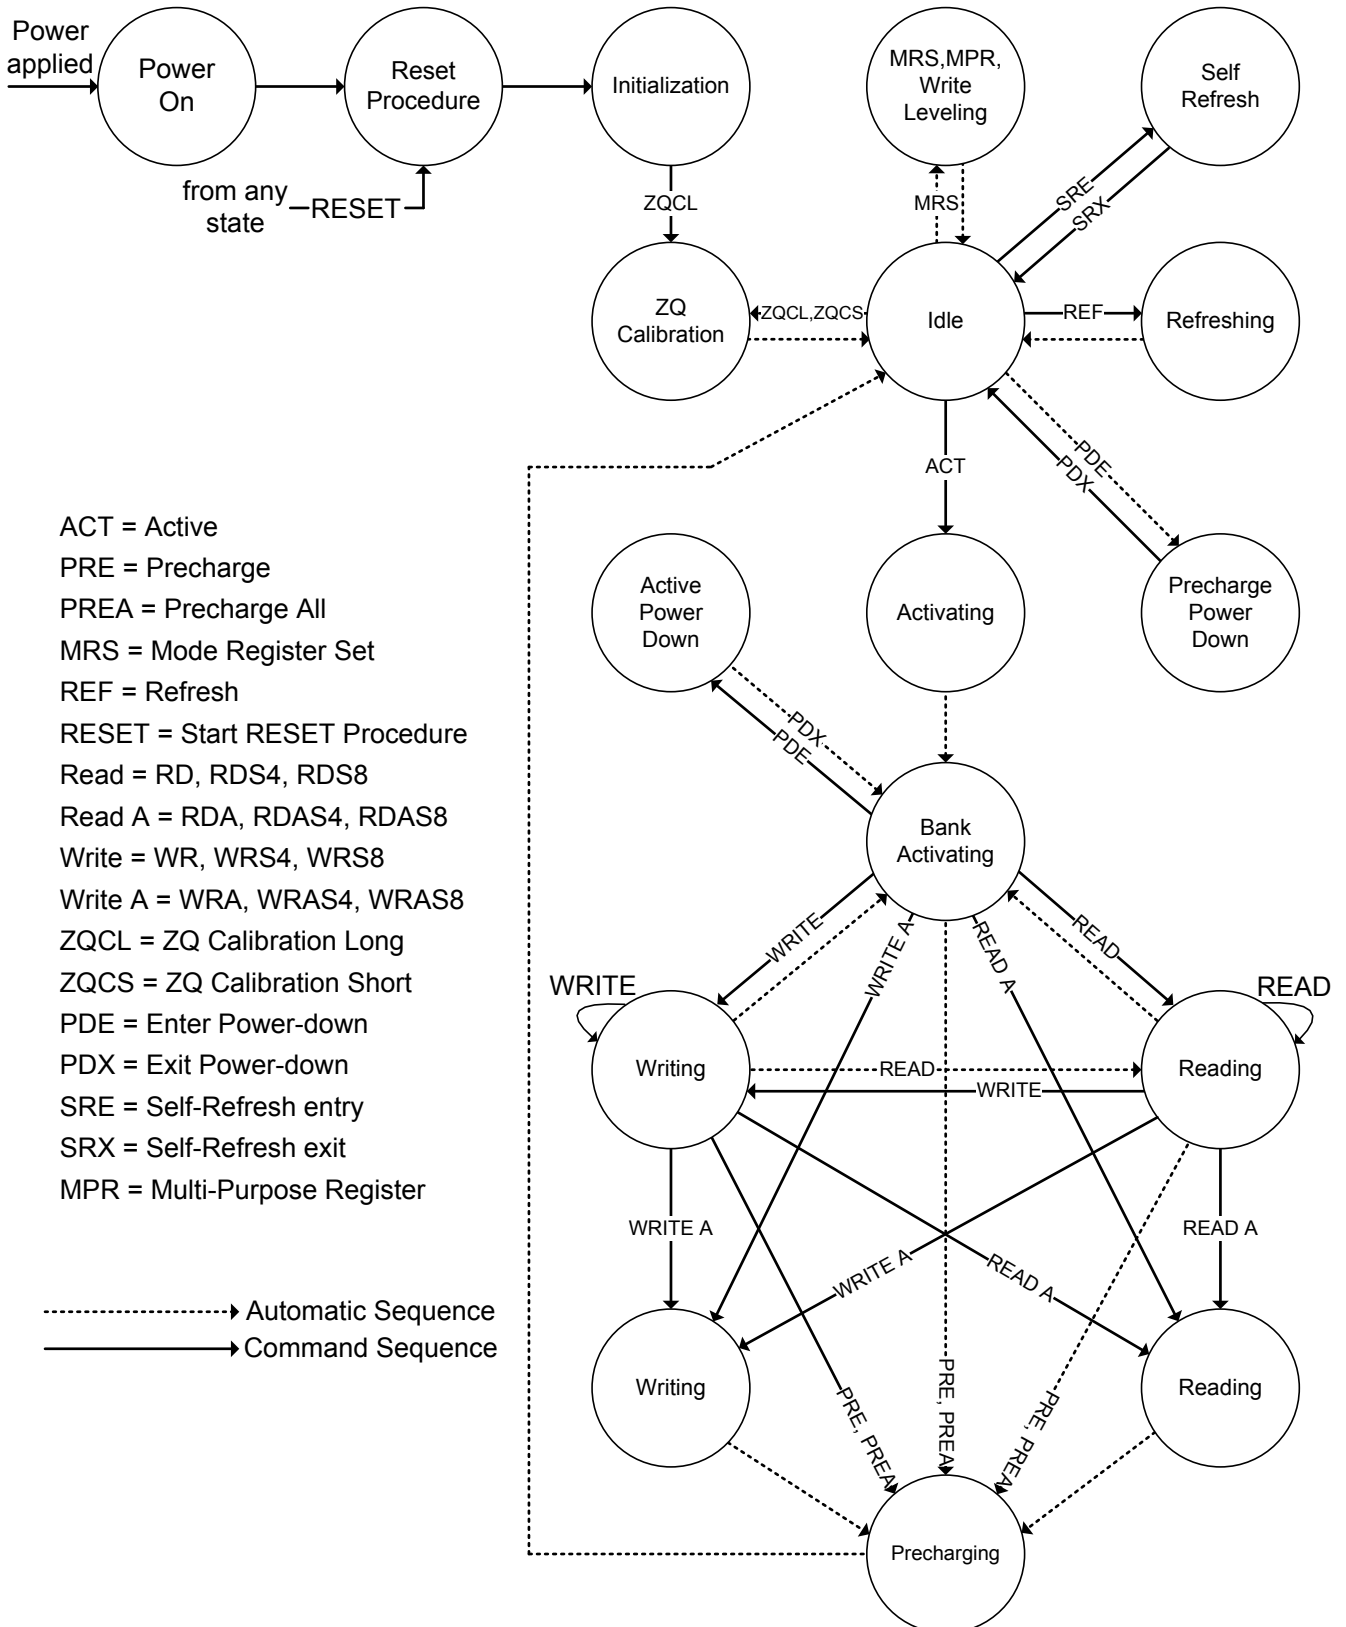 Power
applied
Power
On
Reset
Procedure
Initialization
MRS,MPR,
Write
Leveling
Self
Refresh
from any
state
RESET
ZQCL
MRS
SRE
SRX
ZQ
Calibration
ZQCL,ZQCS
Idle
REF
Refreshing
ACT
PDE
PDX
ACT = Active
PRE = Precharge
PREA = Precharge All
MRS = Mode Register Set
REF = Refresh
RESET = Start RESET Procedure
Read = RD, RDS4, RDS8
Read A = RDA, RDAS4, RDAS8
Write = WR, WRS4, WRS8
Write A = WRA, WRAS4, WRAS8
ZQCL = ZQ Calibration Long
ZQCS = ZQ Calibration Short
PDE = Enter Power-down
PDX = Exit Power-down
SRE = Self-Refresh entry
SRX = Self-Refresh exit
MPR = Multi-Purpose Register
Automatic Sequence
Command Sequence
Active
Power
Down
Activating
Precharge
Power
Down
PDX
PDE
Bank
Activating
WRITE
WRITE A
READ A
READ
WRITE
READ
Writing
READ
WRITE
Reading
WRITE A
WRITE A
READ A
READ A
Writing
PRE, PREA
PRE, PREA
PRE, PREA
Reading
Precharging